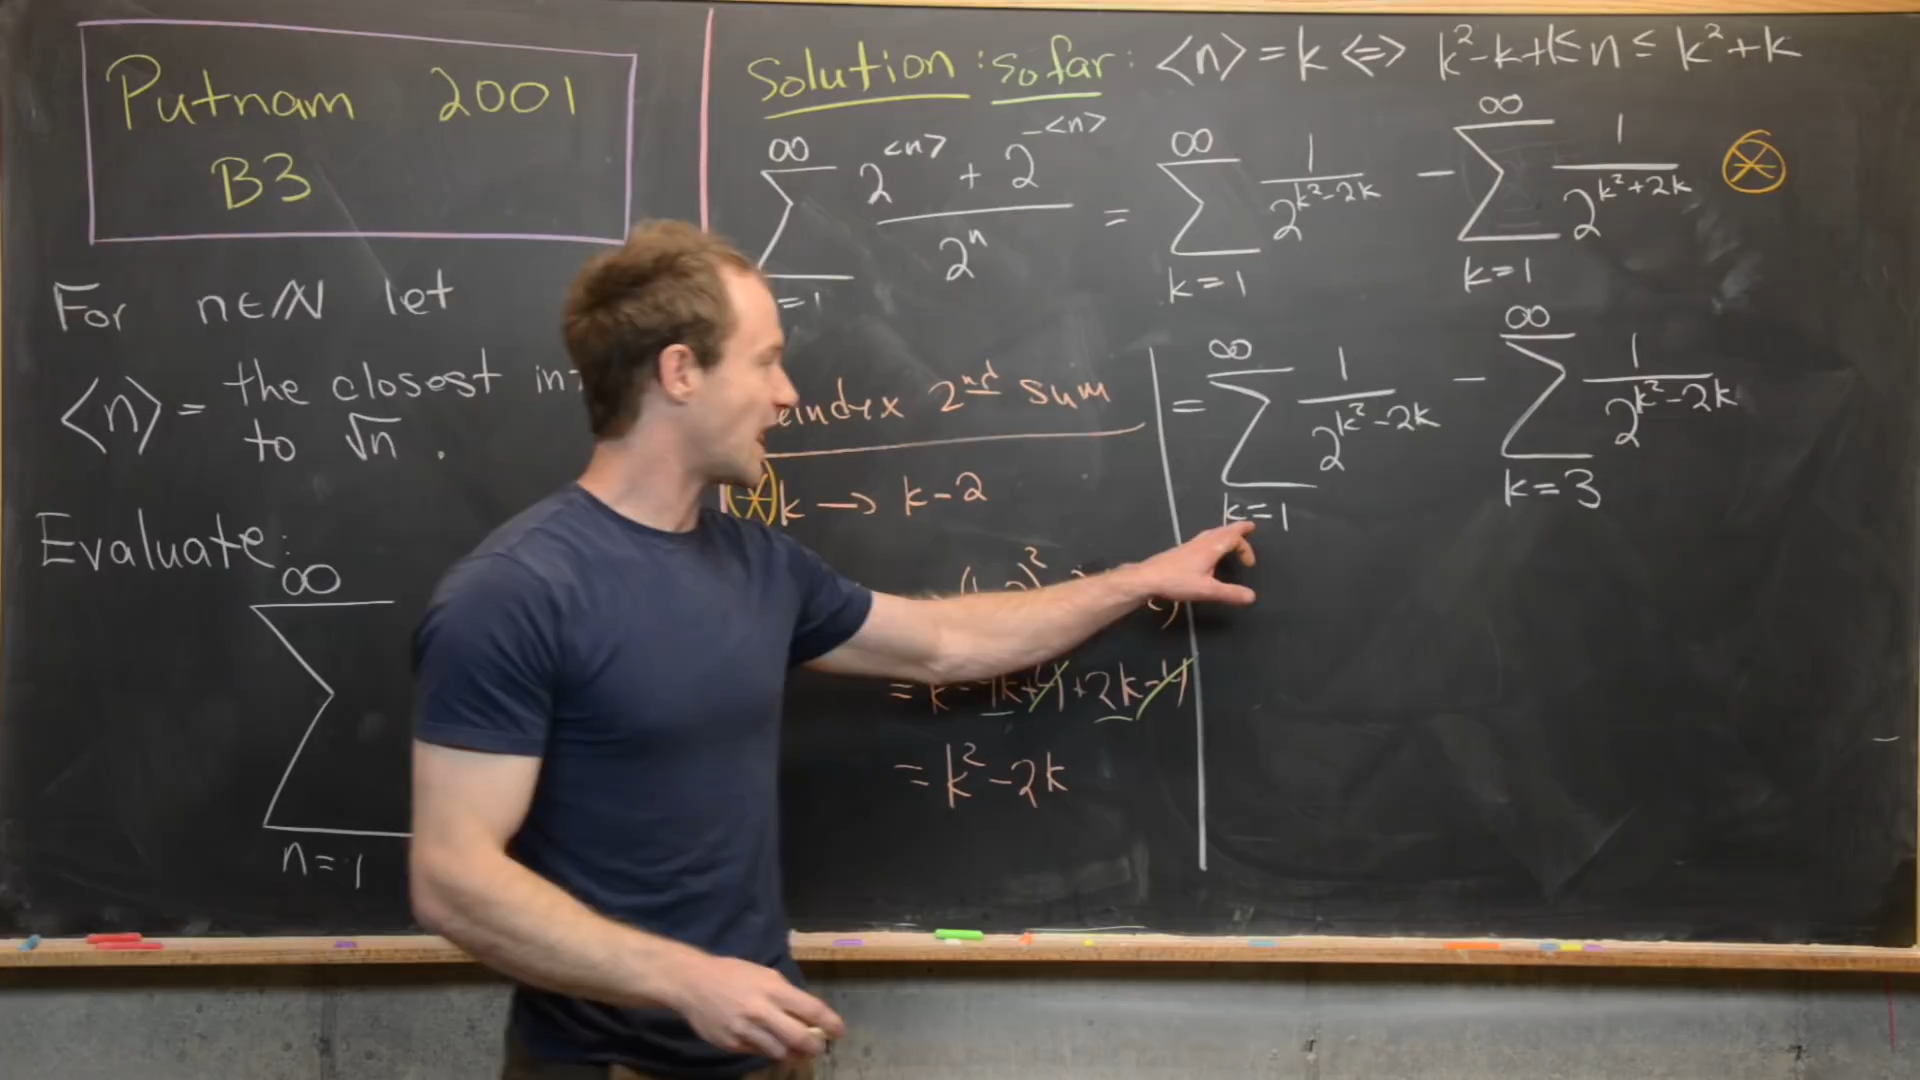 Putnam 2001
B3
For n∈ℕ let
⟨n⟩ = the closest
to √n .
Evaluate:
∞
Σ
n=1
Solution : so far : ⟨n⟩ = k ⇔ k²-k+1≤n≤ k²+k
∞ Σ =1 (2^<n> + 2^-<n>) / 2^n = ∞ Σ k=1 1 / 2^(k²-2k) − ∞ Σ k=1 1 / 2^(k²+2k) ⊛
eindex 2nd sum
⊛ k → k-2
= k²-2k
= ∞ Σ k=1 1 / 2^(k²-2k) − ∞ Σ k=3 1 / 2^(k²-2k)